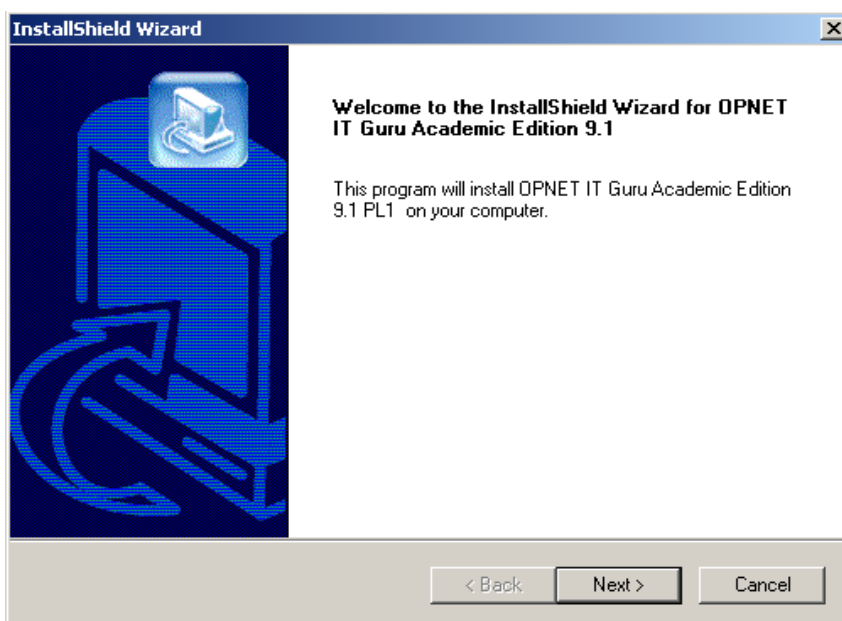 InstallShield Wizard
Welcome to the InstallShield Wizard for OPNET
IT Guru Academic Edition 9.1
This program will install OPNET IT Guru Academic Edition
9.1 PL1 on your computer.
< Back Next > Cancel